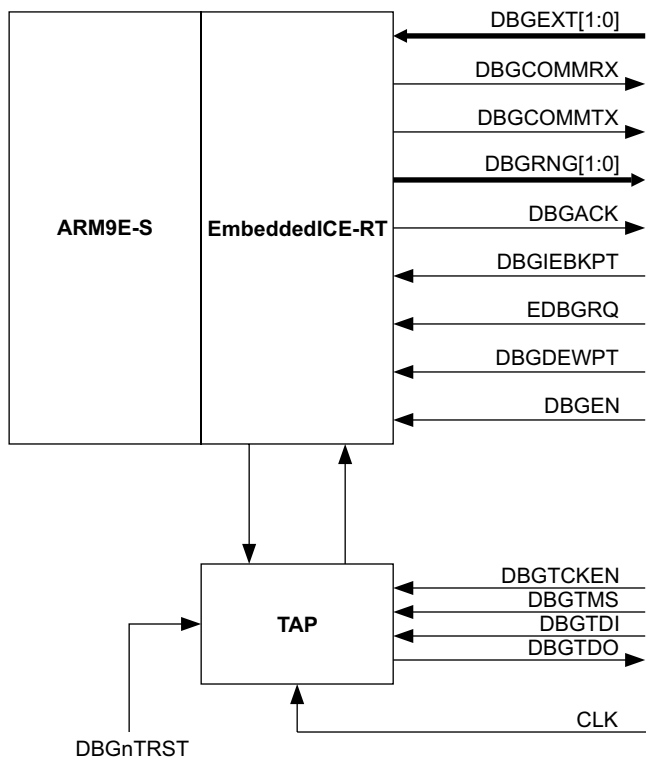 DBGEXT[1:0]
DBGCOMMRX
DBGCOMMTX
DBGRNG[1:0]
ARM9E-S
EmbeddedICE-RT
DBGACK
DBGIEBKPT
EDBGRQ
DBGDEWPT
DBGEN
DBGTCKEN
DBGTMS
TAP
DBGTDI
DBGTDO
CLK
DBGnTRST